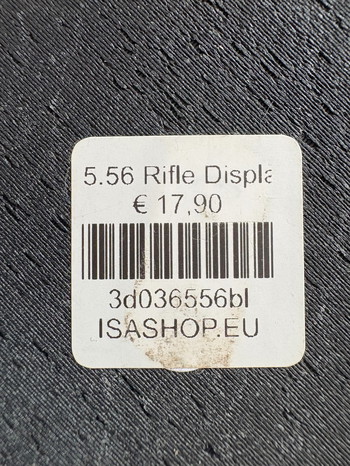 5.56 Rifle Displa
€ 17,90
3d036556bl
ISASHOP.EU